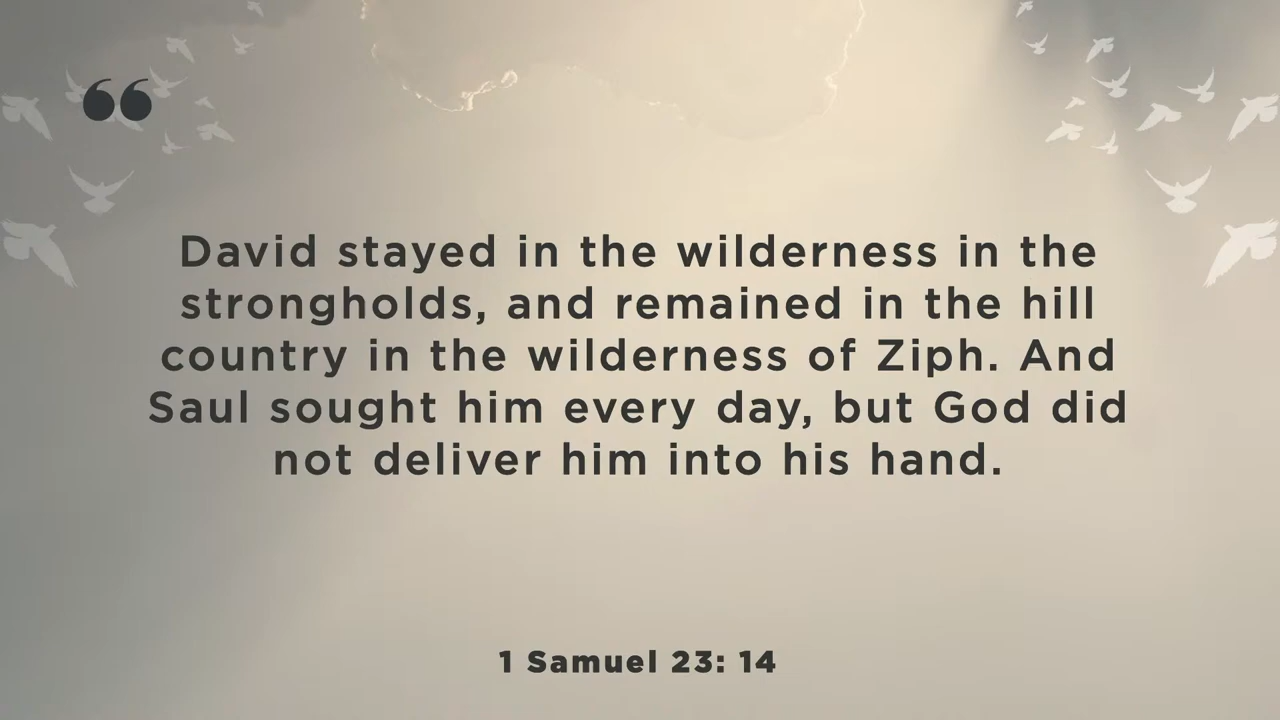 “
David stayed in the wilderness in the
strongholds, and remained in the hill
country in the wilderness of Ziph. And
Saul sought him every day, but God did
not deliver him into his hand.
1 Samuel 23: 14